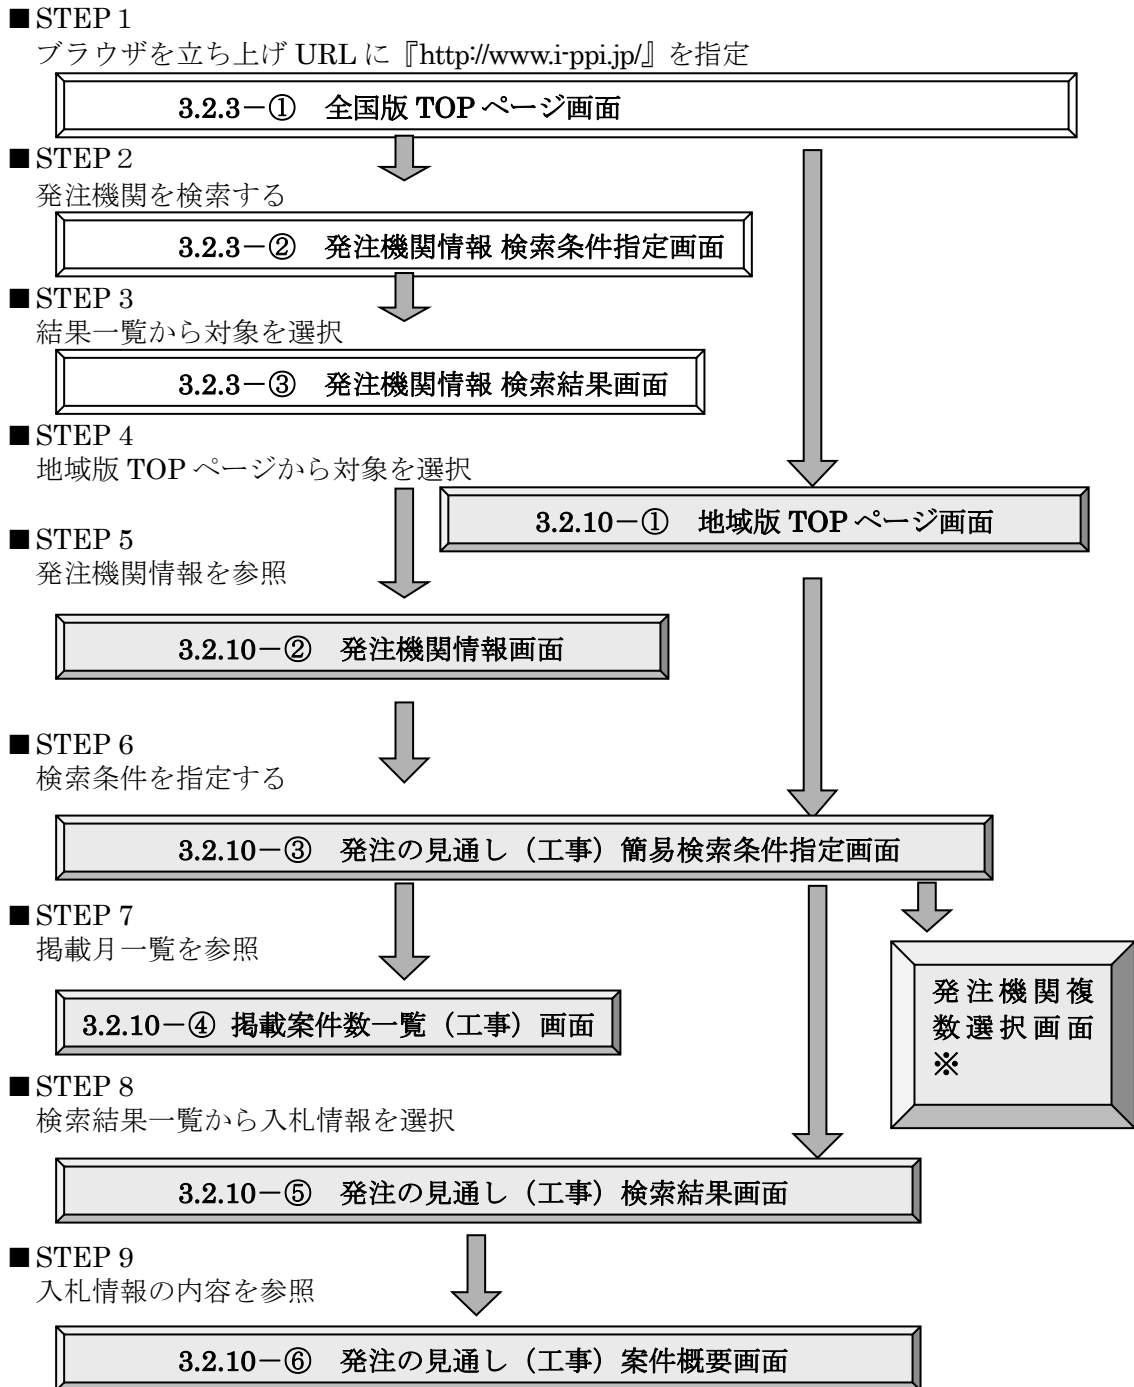 ■STEP１
ブラウザを立ち上げ URL に『http://www.i-ppi.jp/』を指定
3.2.3－①　全国版 TOP ページ画面
■STEP２
発注機関を検索する
3.2.3－②　発注機関情報 検索条件指定画面
■STEP 3
結果一覧から対象を選択
3.2.3－③　発注機関情報 検索結果画面
■STEP 4
地域版 TOP ページから対象を選択
3.2.10－①　地域版 TOP ページ画面
■STEP 5
発注機関情報を参照
3.2.10－②　発注機関情報画面
■STEP 6
検索条件を指定する
3.2.10－③　発注の見通し（工事）簡易検索条件指定画面
■STEP 7
掲載月一覧を参照
発注機関複
数選択画面
※
3.2.10－④ 掲載案件数一覧（工事）画面
■STEP 8
検索結果一覧から入札情報を選択
3.2.10－⑤　発注の見通し（工事）検索結果画面
■STEP 9
入札情報の内容を参照
3.2.10－⑥　発注の見通し（工事）案件概要画面